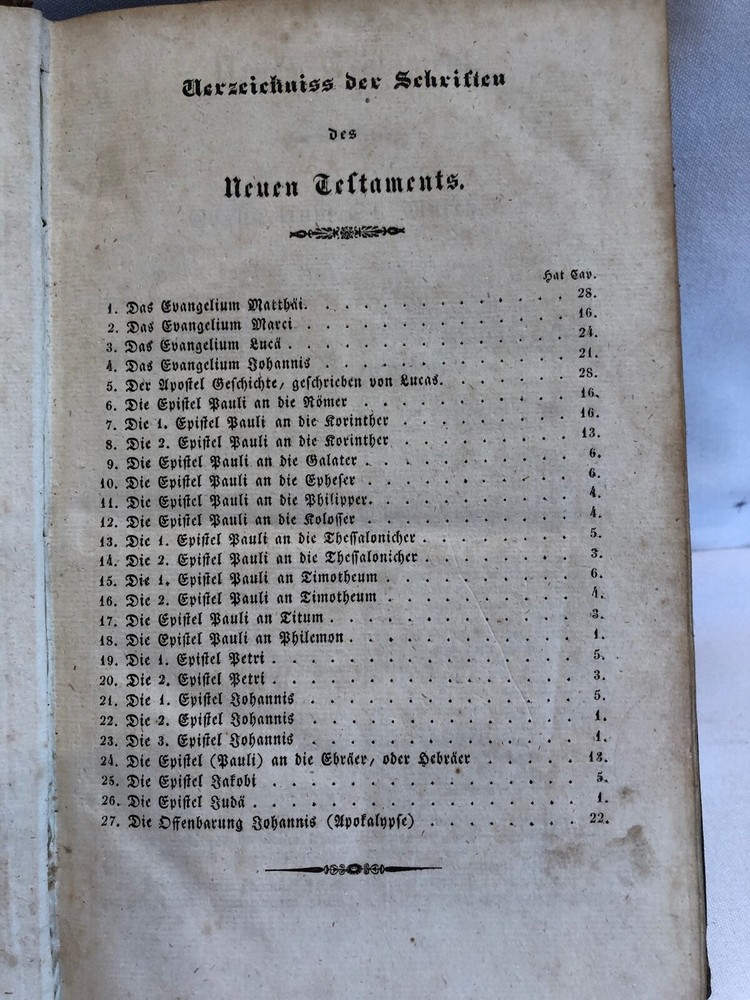 Verzeichniss der Schriften
des
Neuen Testaments.
Hat Cap.
1. Das Evangelium Matthäi. 28.
2. Das Evangelium Marci 16.
3. Das Evangelium Lucä 24.
4. Das Evangelium Johannis 21.
5. Der Apostel Geschichte, geschrieben von Lucas. 28.
6. Die Epistel Pauli an die Römer 16.
7. Die 1. Epistel Pauli an die Korinther 16.
8. Die 2. Epistel Pauli an die Korinther 13.
9. Die Epistel Pauli an die Galater 6.
10. Die Epistel Pauli an die Epheser 6.
11. Die Epistel Pauli an die Philipper. 4.
12. Die Epistel Pauli an die Kolosser 4.
13. Die 1. Epistel Pauli an die Thessalonicher 5.
14. Die 2. Epistel Pauli an die Thessalonicher 3.
15. Die 1. Epistel Pauli an Timotheum 6.
16. Die 2. Epistel Pauli an Timotheum 4.
17. Die Epistel Pauli an Titum 3.
18. Die Epistel Pauli an Philemon 1.
19. Die 1. Epistel Petri 5.
20. Die 2. Epistel Petri 3.
21. Die 1. Epistel Johannis 5.
22. Die 2. Epistel Johannis 1.
23. Die 3. Epistel Johannis 1.
24. Die Epistel (Pauli) an die Ebräer, oder Hebräer 13.
25. Die Epistel Jakobi 5.
26. Die Epistel Judä 1.
27. Die Offenbarung Johannis (Apokalypse) 22.